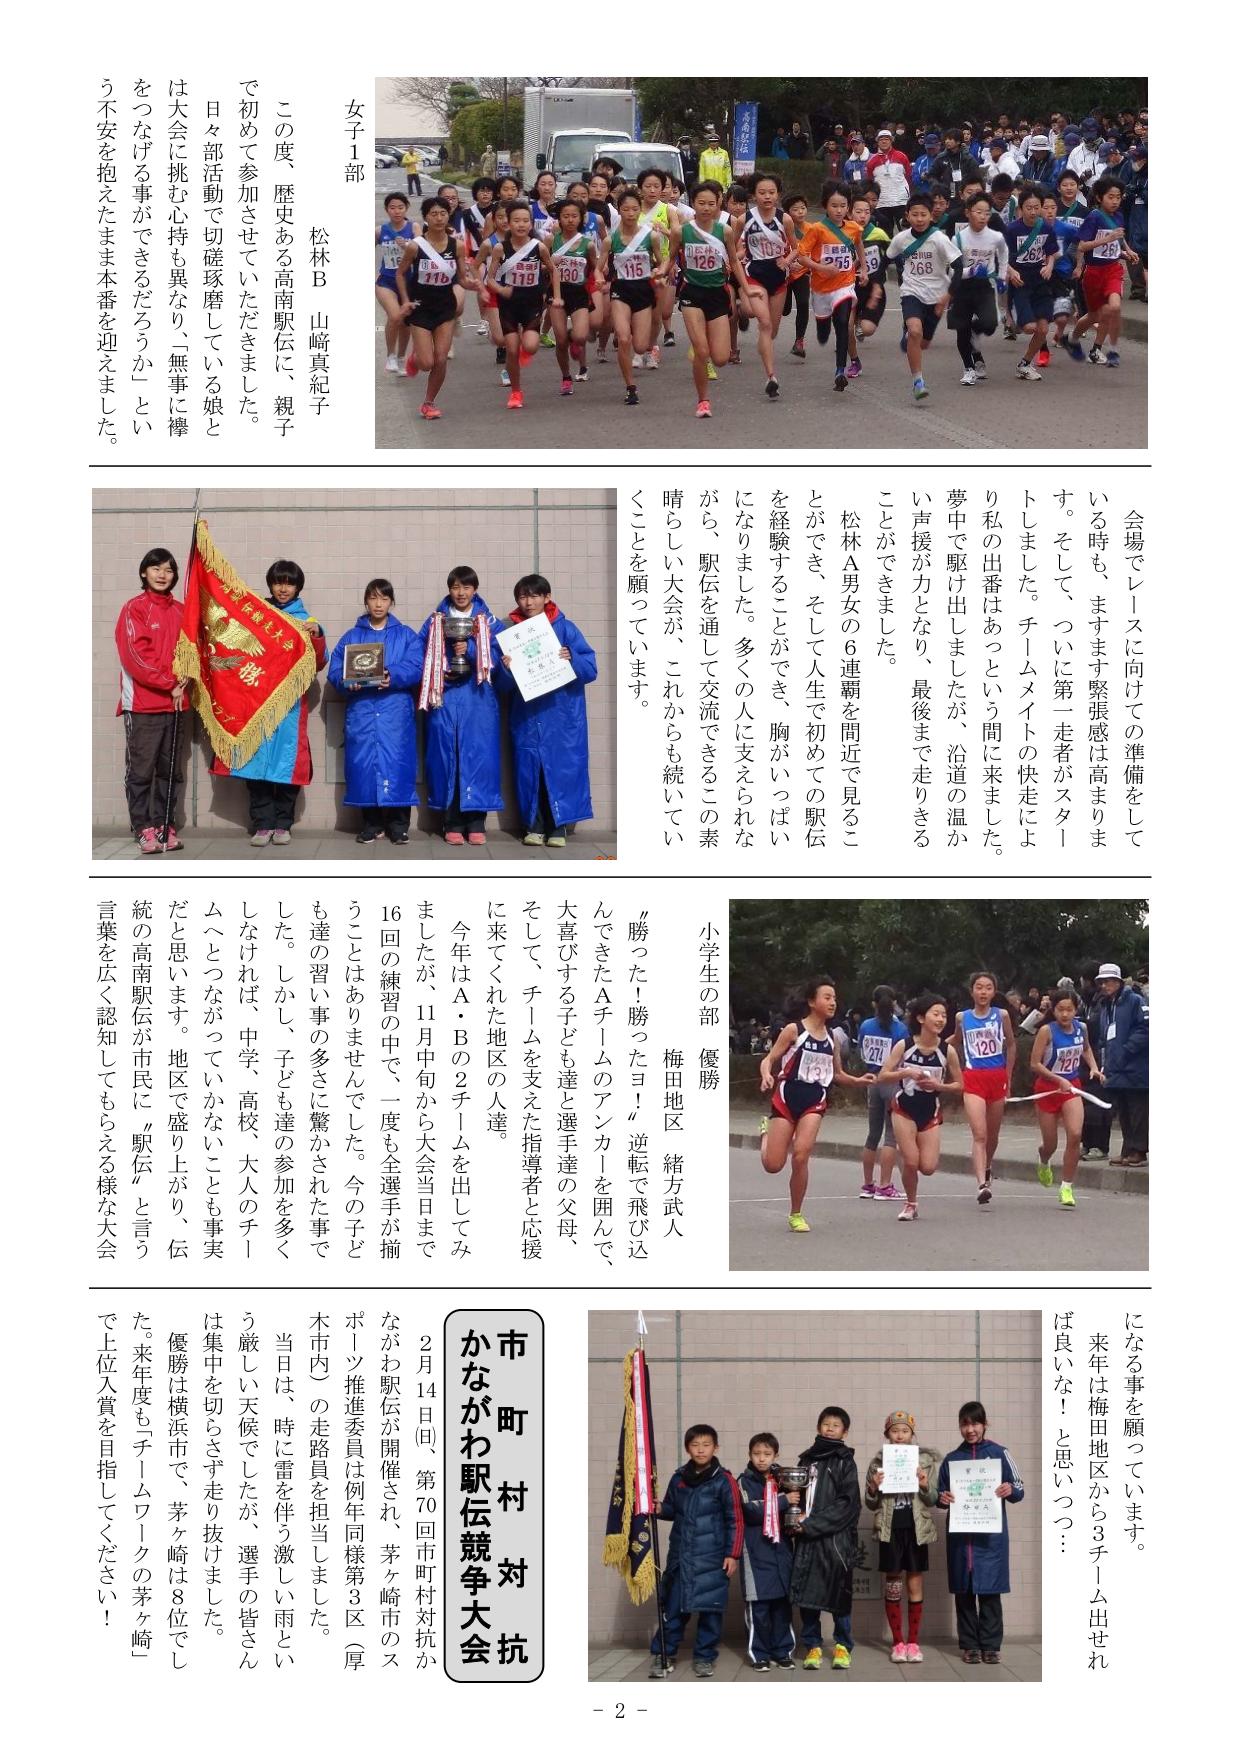 女子１部
松林Ｂ　山﨑真紀子
この度、歴史ある高南駅伝に、親子
で初めて参加させていただきました。
日々部活動で切磋琢磨している娘と
は大会に挑む心持も異なり、「無事に襷
をつなげる事ができるだろうか」とい
う不安を抱えたまま本番を迎えました。
会場でレースに向けての準備をして
いる時も、ますます緊張感は高まりま
す。そして、ついに第一走者がスター
トしました。チームメイトの快走によ
り私の出番はあっという間に来ました。
夢中で駆け出しましたが、沿道の温か
い声援が力となり、最後まで走りきる
ことができました。
松林Ａ男女の６連覇を間近で見るこ
とができ、そして人生で初めての駅伝
を経験することができ、胸がいっぱい
になりました。多くの人に支えられな
がら、駅伝を通して交流できるこの素
晴らしい大会が、これからも続いてい
くことを願っています。
小学生の部　優勝
梅田地区　緒方武人
〝勝った！勝ったヨ！〟逆転で飛び込
んできたＡチームのアンカーを囲んで、
大喜びする子ども達と選手達の父母、
そして、チームを支えた指導者と応援
に来てくれた地区の人達。
今年はＡ・Ｂの２チームを出してみ
ましたが、11月中旬から大会当日まで
16回の練習の中で、一度も全選手が揃
うことはありませんでした。今の子ど
も達の習い事の多さに驚かされた事で
した。しかし、子ども達の参加を多く
しなければ、中学、高校、大人のチー
ムへとつながっていかないことも事実
だと思います。地区で盛り上がり、伝
統の高南駅伝が市民に〝駅伝〟と言う
言葉を広く認知してもらえる様な大会
になる事を願っています。
来年は梅田地区から３チーム出せれ
ば良いな！と思いつつ…
市町村対抗
かながわ駅伝競争大会
２月14日㈰、第70回市町村対抗か
ながわ駅伝が開催され、茅ヶ崎市のス
ポーツ推進委員は例年同様第３区（厚
木市内）の走路員を担当しました。
当日は、時に雷を伴う激しい雨とい
う厳しい天候でしたが、選手の皆さん
は集中を切らさず走り抜けました。
優勝は横浜市で、茅ヶ崎は８位でし
た。来年度も「チームワークの茅ヶ崎」
で上位入賞を目指してください！
- 2 -
高南駅伝
119
130
115
126
255
268
262
賞状
274
120
120
賞状